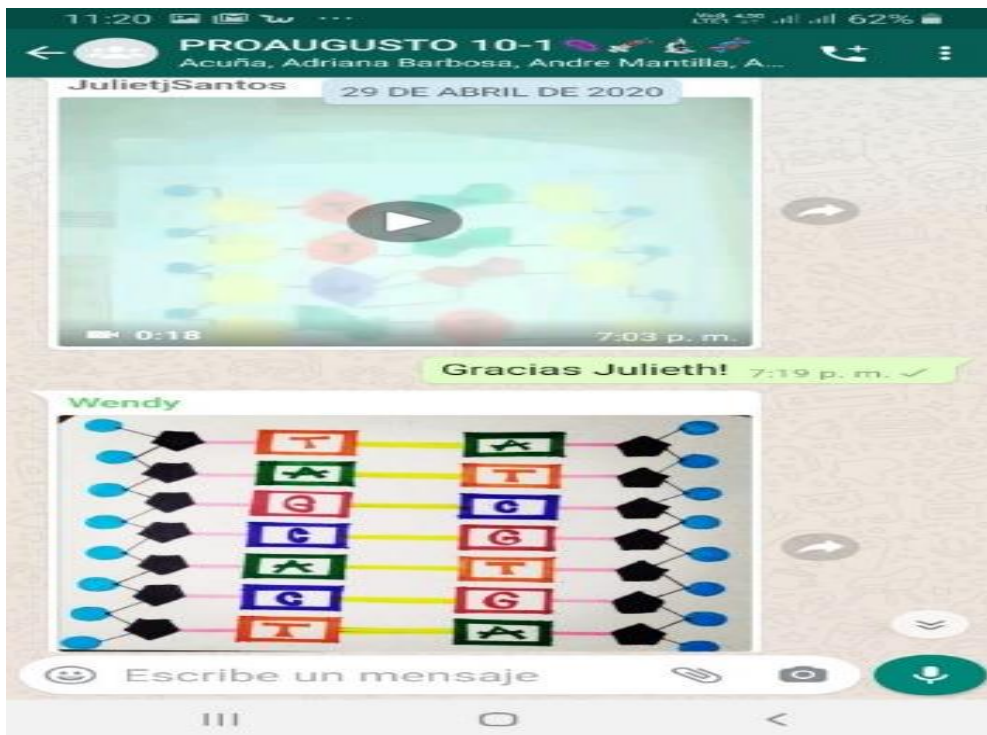 11:20 62%
PROAUGUSTO 10-1
Acuña, Adriana Barbosa, Andre Mantilla, A...
JulietjSantos
29 DE ABRIL DE 2020
0:18 7:03 p. m.
Gracias Julieth! 7:19 p. m.
Wendy
T A
A T
G C
C G
A T
C G
T A
Escribe un mensaje